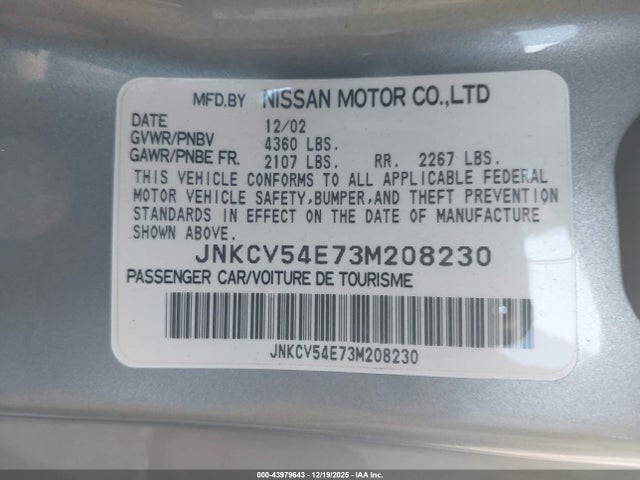 MFD.BY NISSAN MOTOR CO.,LTD
DATE 12/02
GVWR/PNBV 4360 LBS.
GAWR/PNBE FR. 2107 LBS. RR. 2267 LBS.
THIS VEHICLE CONFORMS TO ALL APPLICABLE FEDERAL
MOTOR VEHICLE SAFETY,BUMPER,AND THEFT PREVENTION
STANDARDS IN EFFECT ON THE DATE OF MANUFACTURE
SHOWN ABOVE.
JNKCV54E73M208230
PASSENGER CAR/VOITURE DE TOURISME
JNKCV54E73M208230
000-43979643 - 12/19/2025 - IAA Inc.